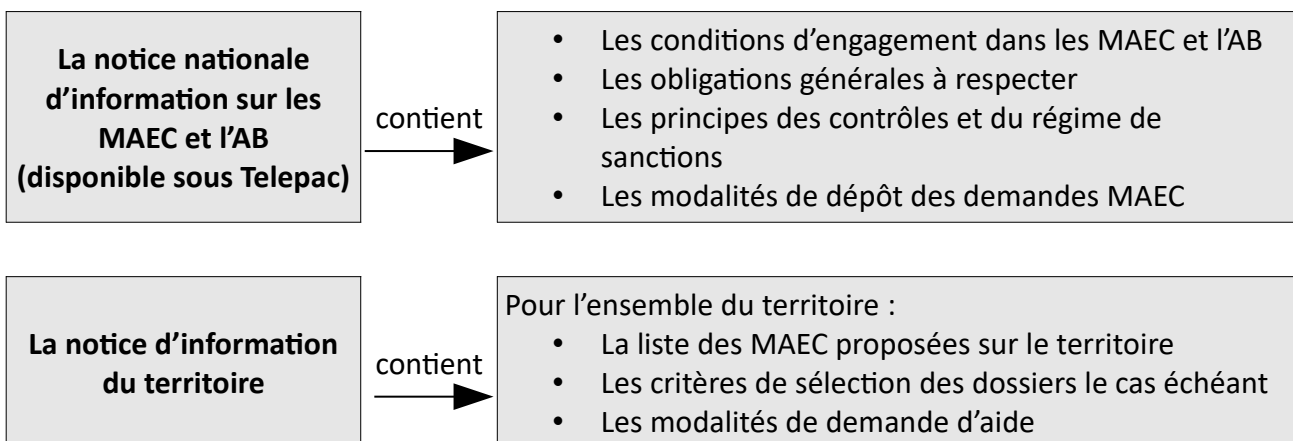 La notice nationale
d’information sur les
MAEC et l’AB
(disponible sous Telepac)
contient
• Les conditions d’engagement dans les MAEC et l’AB
• Les obligations générales à respecter
• Les principes des contrôles et du régime de
sanctions
• Les modalités de dépôt des demandes MAEC
La notice d’information
du territoire
contient
Pour l’ensemble du territoire :
• La liste des MAEC proposées sur le territoire
• Les critères de sélection des dossiers le cas échéant
• Les modalités de demande d’aide